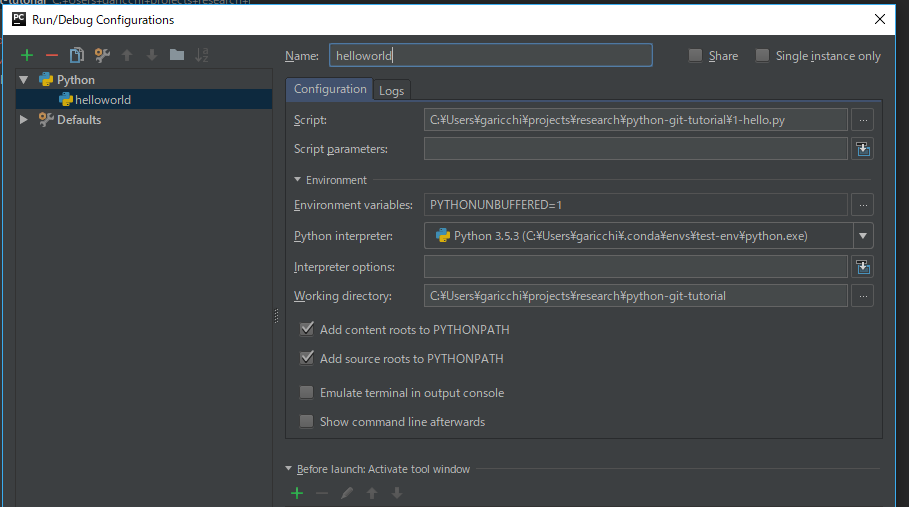 PC Run/Debug Configurations
Name: helloworld Share Single instance only
Python
helloworld
Defaults
Configuration Logs
Script: C:¥Users¥garicchi¥projects¥research¥python-git-tutorial¥1-hello.py ...
Script parameters:
Environment
Environment variables: PYTHONUNBUFFERED=1 ...
Python interpreter: Python 3.5.3 (C:¥Users¥garicchi¥.conda¥envs¥test-env¥python.exe)
Interpreter options:
Working directory: C:¥Users¥garicchi¥projects¥research¥python-git-tutorial ...
Add content roots to PYTHONPATH
Add source roots to PYTHONPATH
Emulate terminal in output console
Show command line afterwards
Before launch: Activate tool window